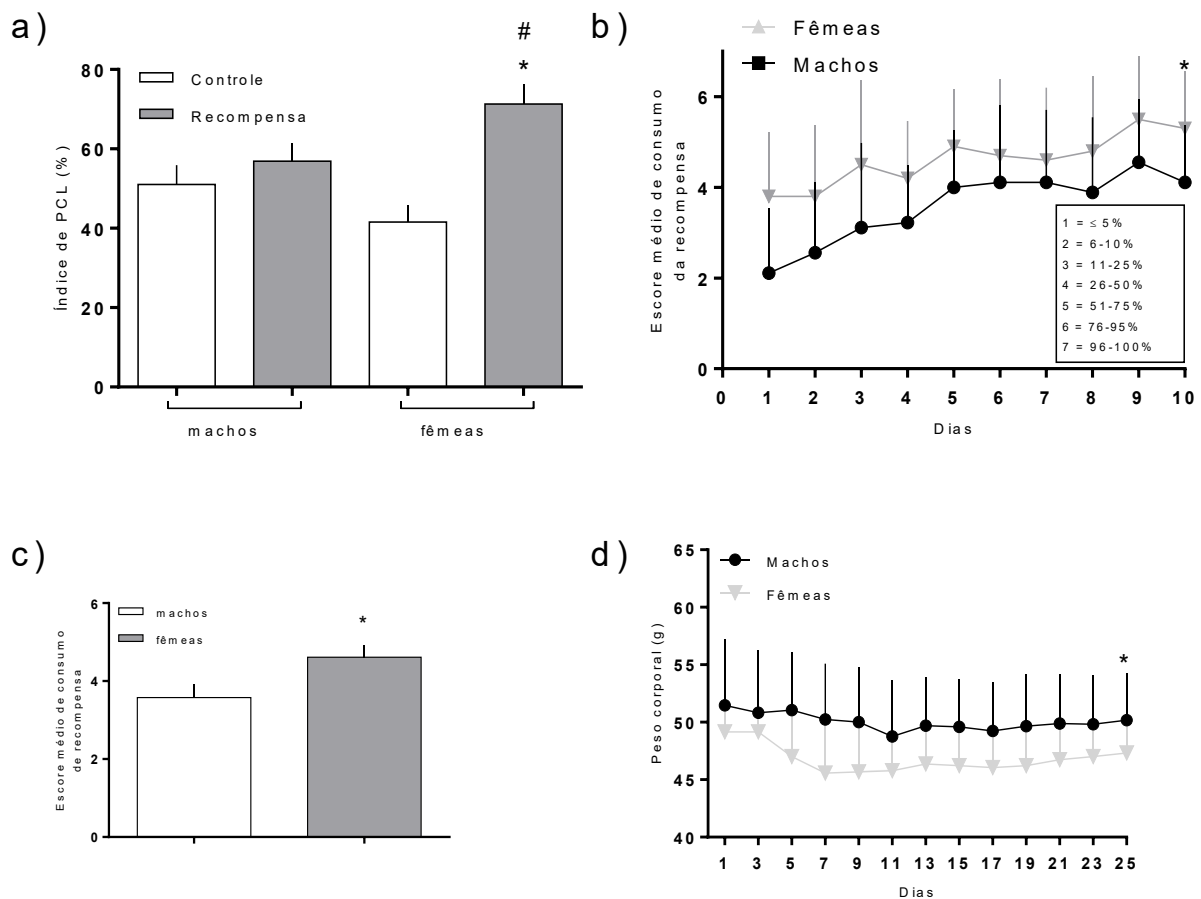 a)
#
*
80
60
40
20
0
Índice de PCL (%)
Controle
Recompensa
machos
fêmeas
b)
Fêmeas
Machos
*
6
4
2
0
Escore médio de consumo
da recompensa
1 = ≤ 5%
2 = 6-10%
3 = 11-25%
4 = 26-50%
5 = 51-75%
6 = 76-95%
7 = 96-100%
0 1 2 3 4 5 6 7 8 9 10
Dias
c)
6
4
2
0
Escore médio de consumo
de recompensa
machos
fêmeas
*
d)
65
60
55
50
45
40
Peso corporal (g)
Machos
Fêmeas
*
1 3 5 7 9 11 13 15 17 19 21 23 25
Dias